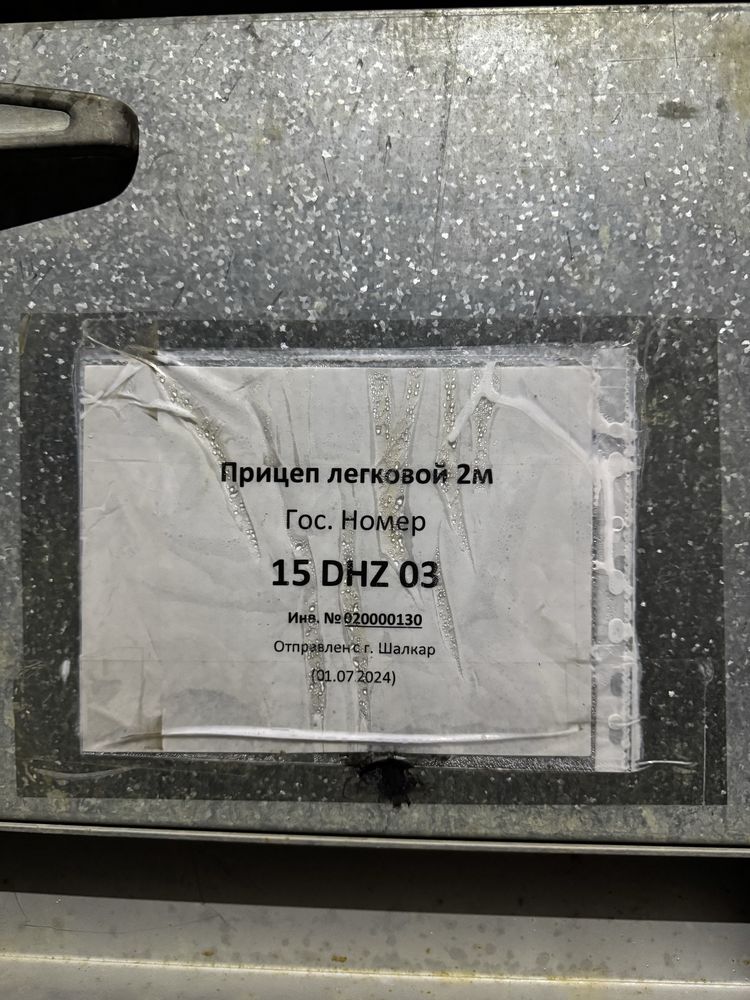 Прицеп легковой 2м
Гос. Номер
15 DHZ 03
Инв. №020000130
Отправлен с г. Шалкар
(01.07.2024)